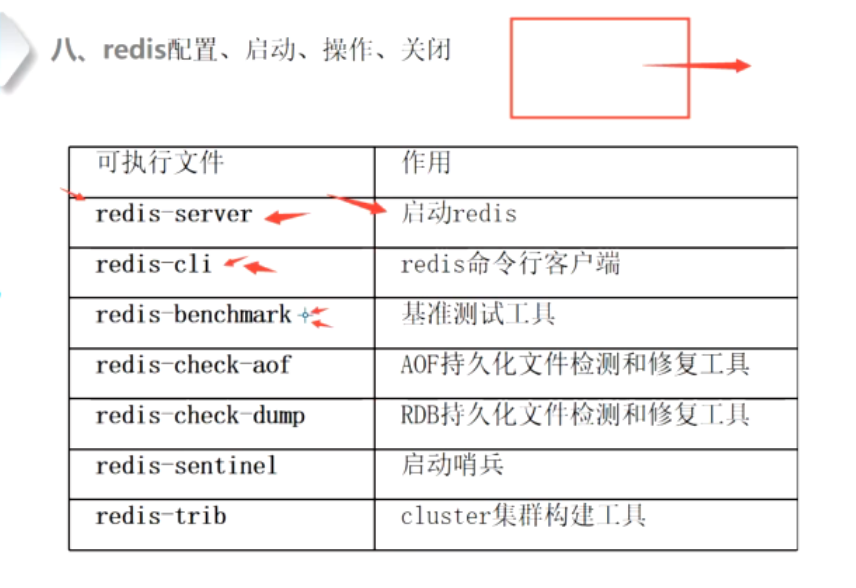 八、redis配置、启动、操作、关闭
可执行文件 作用
redis-server 启动redis
redis-cli redis命令行客户端
redis-benchmark 基准测试工具
redis-check-aof AOF持久化文件检测和修复工具
redis-check-dump RDB持久化文件检测和修复工具
redis-sentinel 启动哨兵
redis-trib cluster集群构建工具